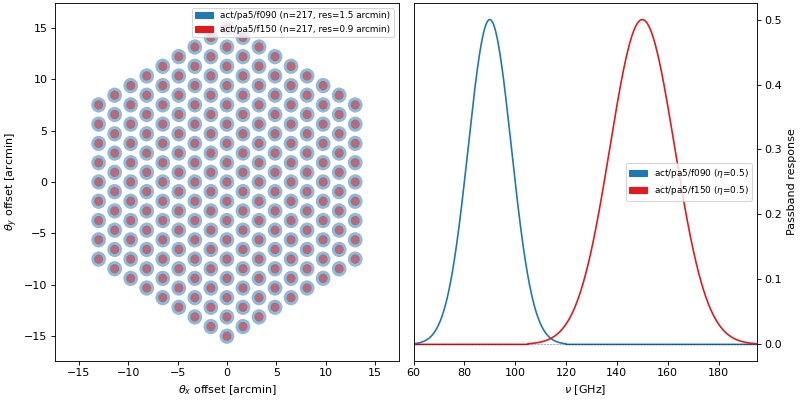 act/pa5/f090 (n=217, res=1.5 arcmin)
act/pa5/f150 (n=217, res=0.9 arcmin)
15
10
5
0
−5
−10
−15
θy offset [arcmin]
−15 −10 −5 0 5 10 15
θx offset [arcmin]
act/pa5/f090 (η=0.5)
act/pa5/f150 (η=0.5)
0.5
0.4
0.3
0.2
0.1
0.0
Passband response
60 80 100 120 140 160 180
ν [GHz]